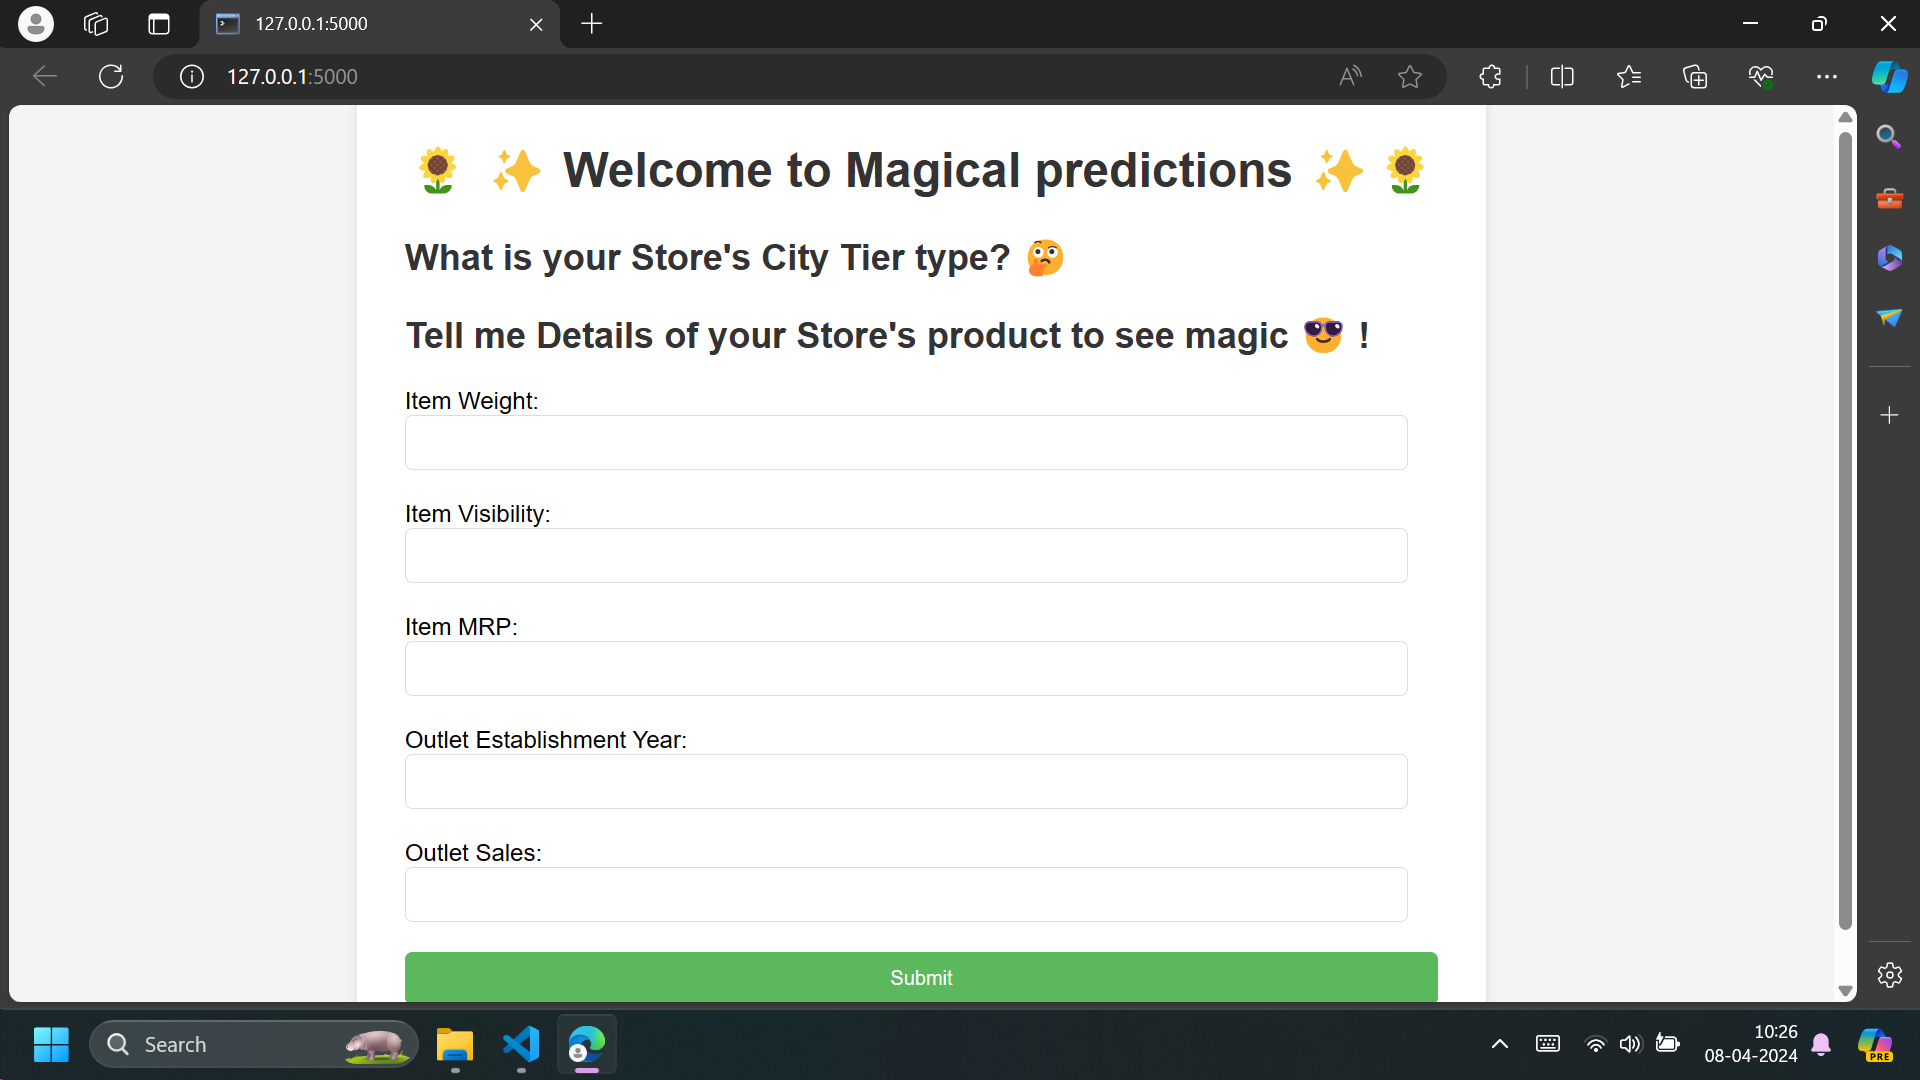 127.0.0.1:5000
127.0.0.1:5000
🌻 ✨ Welcome to Magical predictions ✨ 🌻
What is your Store's City Tier type? 🤔
Tell me Details of your Store's product to see magic 😎 !
Item Weight:
Item Visibility:
Item MRP:
Outlet Establishment Year:
Outlet Sales:
Submit
Search
10:26
08-04-2024
PRE